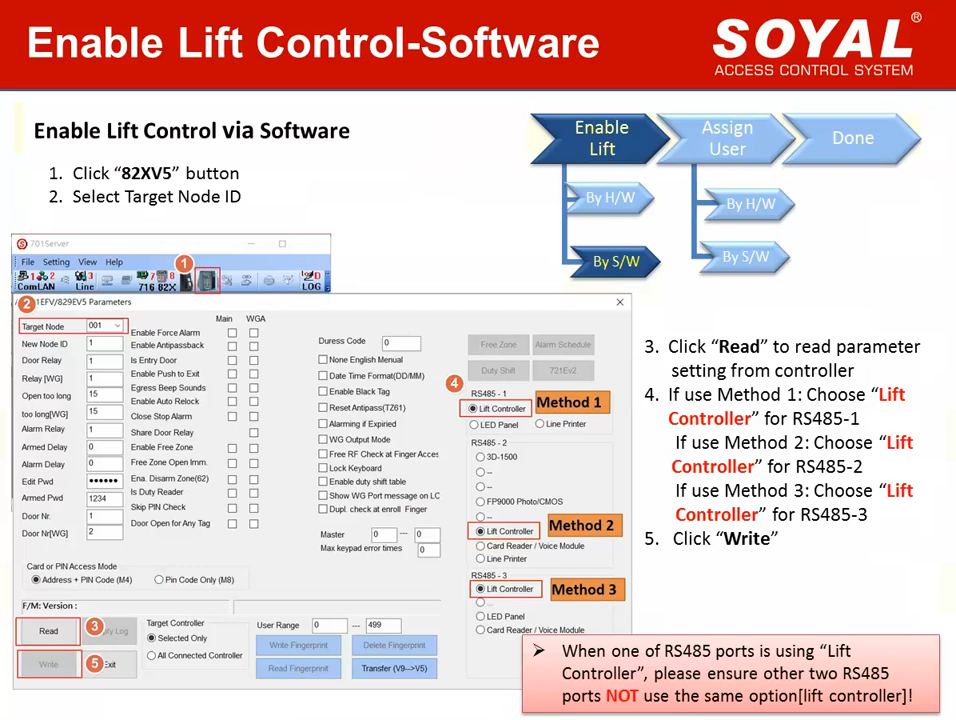 Enable Lift Control-Software
SOYAL®
ACCESS CONTROL SYSTEM
Enable Lift Control via Software
1. Click “82XV5” button
2. Select Target Node ID
Enable Lift
Assign User
Done
By H/W
By H/W
By S/W
By S/W
701Server
File Setting View Help
1 2 3 7 8 D
ComLAN Line 716 82X LOG
1
2
1EFV/829EV5 Parameters
Main WGA
Target Node 001
New Node ID 1
Door Relay 1
Relay [WG] 1
Open too long 15
too long[WG] 15
Alarm Relay 1
Armed Delay 0
Alarm Delay 0
Edit Pwd ••••••
Armed Pwd 1234
Door Nr. 1
Door Nr[WG] 2
Enable Force Alarm
Enable Antipassback
Is Entry Door
Enable Push to Exit
Egress Beep Sounds
Enable Auto Relock
Close Stop Alarm
Share Door Relay
Enable Free Zone
Free Zone Open Imm.
Ena. Disarm Zone(62)
Is Duty Reader
Skip PIN Check
Door Open for Any Tag
Duress Code 0
None English Menual
Date Time Format(DD/MM)
Enable Black Tag
Reset Antipass(TZ61)
Alarming if Expiried
WG Output Mode
Free RF Check at Finger Acces
Lock Keyboard
Enable duty shift table
Show WG Port message on LC
Dupl. check at enroll Finger
Master 0 --- 0
Max keypad error times 0
Free Zone Alarm Schedule
Duty Shift 721Ev2
4
RS485 - 1
Lift Controller Method 1
LED Panel Line Printer
RS485 - 2
3D-1500
--
--
FP9000 Photo/CMOS
--
Lift Controller Method 2
Card Reader / Voice Module
Line Printer
RS485 - 3
Lift Controller Method 3
...
LED Panel
Card Reader / Voice Module
Card or PIN Access Mode
Address + PIN Code (M4) Pin Code Only (M8)
F/M: Version :
Read 3 Log
Write 5 Exit
Target Controller
Selected Only
All Connected Controller
User Range 0 --- 499
Write Fingerprint Delete Fingerprint
Read Fingerprint Transfer (V9-->V5)
3. Click “Read” to read parameter
setting from controller
4. If use Method 1: Choose “Lift
Controller” for RS485-1
If use Method 2: Choose “Lift
Controller” for RS485-2
If use Method 3: Choose “Lift
Controller” for RS485-3
5. Click “Write”
When one of RS485 ports is using “Lift
Controller”, please ensure other two RS485
ports NOT use the same option[lift controller]!